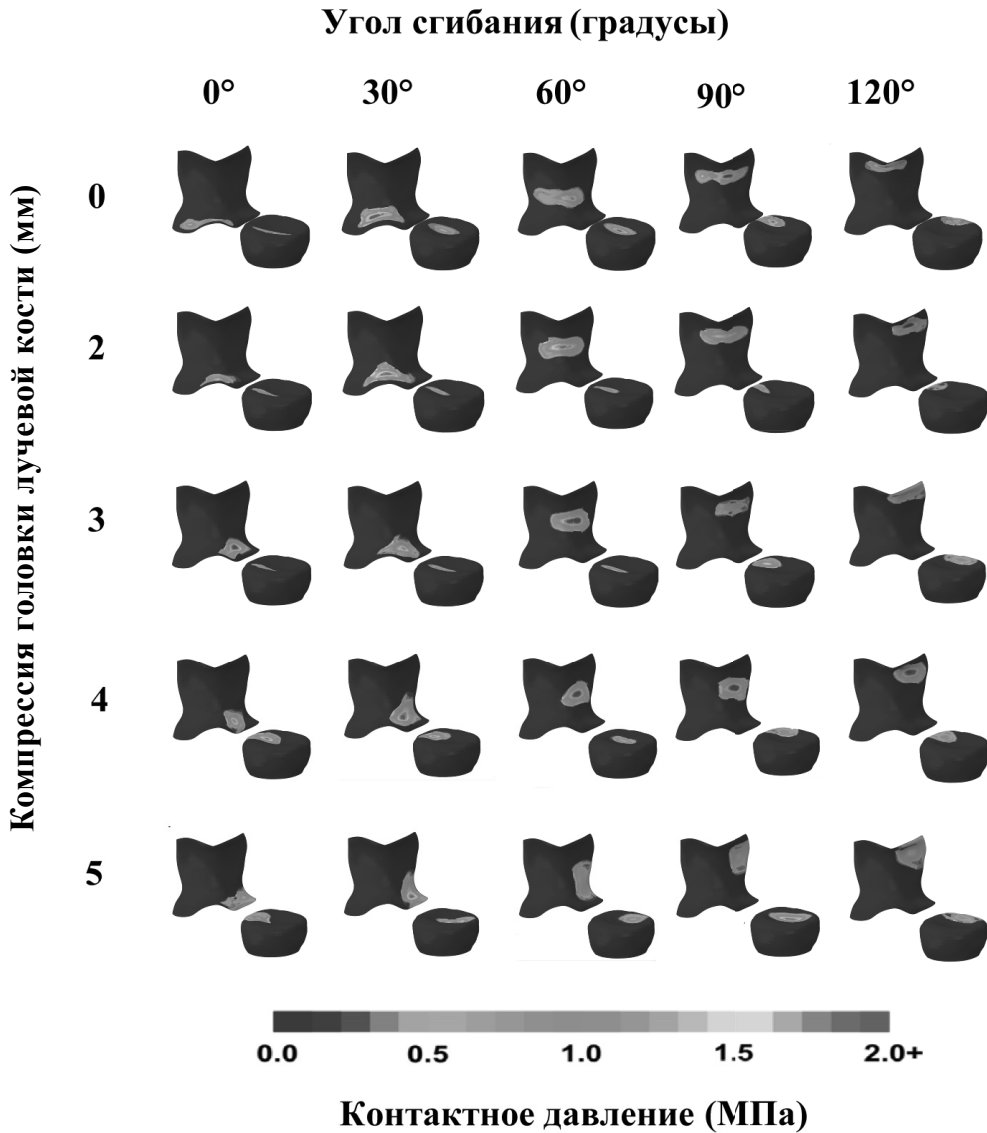 Угол сгибания (градусы)
0° 30° 60° 90° 120°
Компрессия головки лучевой кости (мм)
0
2
3
4
5
0.0 0.5 1.0 1.5 2.0+
Контактное давление (МПа)